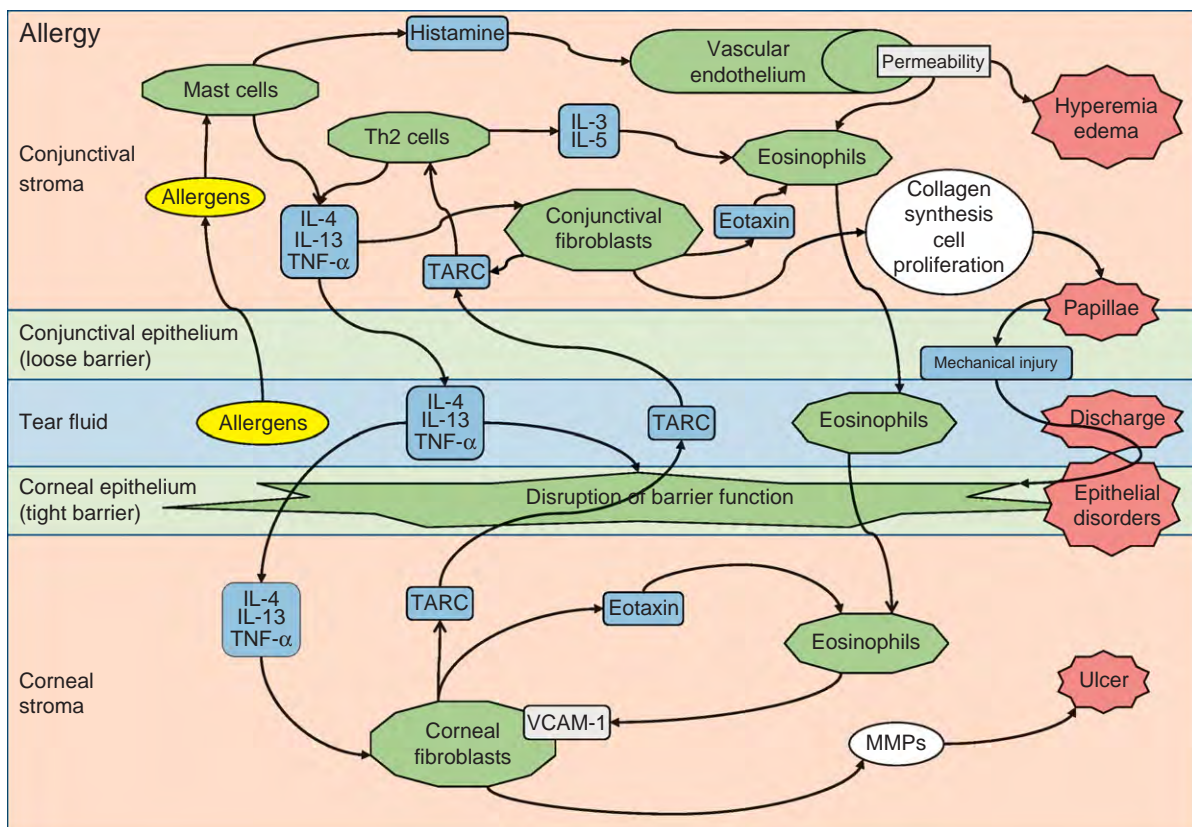 Allergy
Histamine
Vascular
endothelium
Permeability
Mast cells
Hyperemia
edema
Th2 cells
IL-3
IL-5
Eosinophils
Conjunctival
stroma
Allergens
IL-4
IL-13
TNF-α
Conjunctival
fibroblasts
Eotaxin
Collagen
synthesis
cell
proliferation
TARC
Papillae
Conjunctival epithelium
(loose barrier)
Mechanical injury
Tear fluid
Allergens
IL-4
IL-13
TNF-α
TARC
Eosinophils
Discharge
Corneal epithelium
(tight barrier)
Disruption of barrier function
Epithelial
disorders
IL-4
IL-13
TNF-α
TARC
Eotaxin
Eosinophils
Corneal
stroma
Ulcer
VCAM-1
Corneal
fibroblasts
MMPs